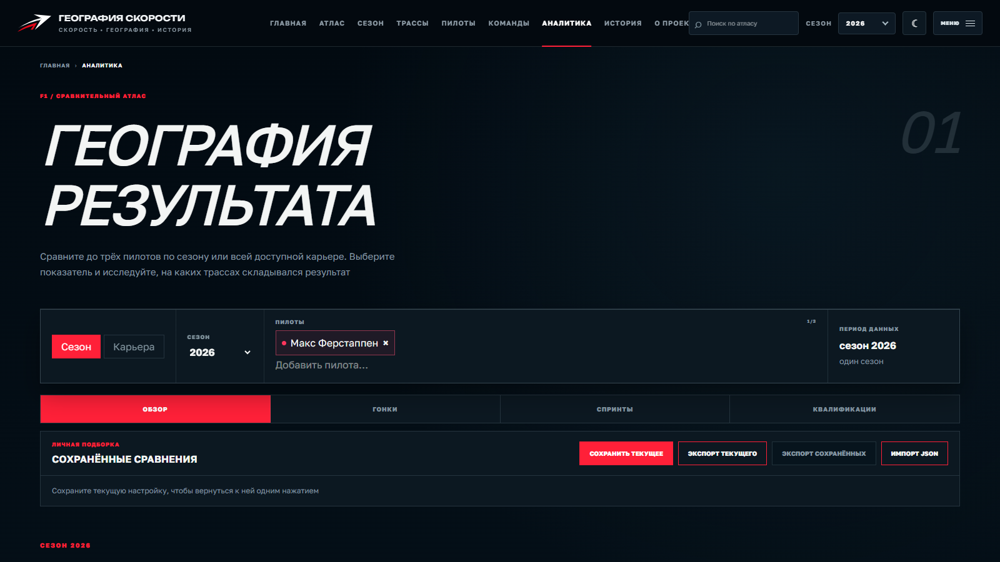 ГЕОГРАФИЯ СКОРОСТИ
СКОРОСТЬ • ГЕОГРАФИЯ • ИСТОРИЯ
ГЛАВНАЯ АТЛАС СЕЗОН ТРАССЫ ПИЛОТЫ КОМАНДЫ АНАЛИТИКА ИСТОРИЯ О ПРОЕК
Поиск по атласу
СЕЗОН 2026
МЕНЮ
ГЛАВНАЯ › АНАЛИТИКА
F1 / СРАВНИТЕЛЬНЫЙ АТЛАС
01
ГЕОГРАФИЯ
РЕЗУЛЬТАТА
Сравните до трёх пилотов по сезону или всей доступной карьере. Выберите
показатель и исследуйте, на каких трассах складывался результат
Сезон Карьера
СЕЗОН
2026
ПИЛОТЫ 1/3
Макс Ферстаппен ×
Добавить пилота...
ПЕРИОД ДАННЫХ
сезон 2026
один сезон
ОБЗОР ГОНКИ СПРИНТЫ КВАЛИФИКАЦИИ
ЛИЧНАЯ ПОДБОРКА
СОХРАНЁННЫЕ СРАВНЕНИЯ
СОХРАНИТЬ ТЕКУЩЕЕ ЭКСПОРТ ТЕКУЩЕГО ЭКСПОРТ СОХРАНЁННЫХ ИМПОРТ JSON
Сохраните текущую настройку, чтобы вернуться к ней одним нажатием
СЕЗОН 2026